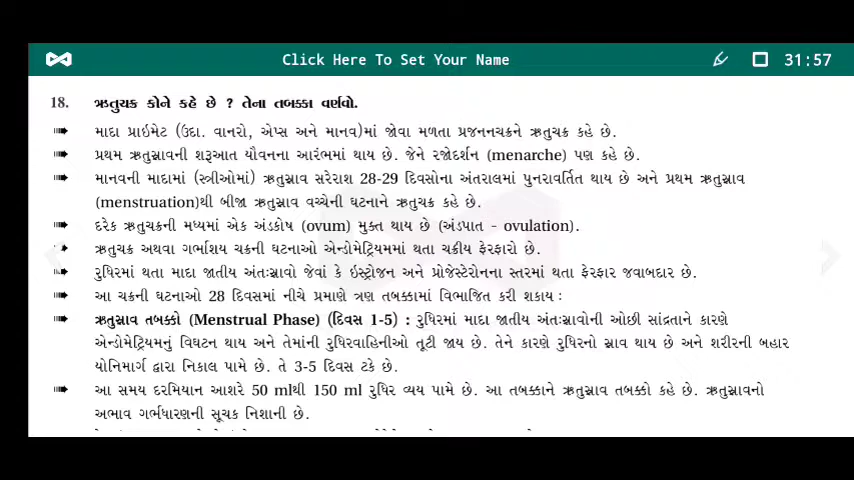 Click Here To Set Your Name
31:57
18. ઋતુચક્ર કોને કહે છે ? તેના તબક્કા વર્ણવો.
માદા પ્રાઇમેટ (ઉદા. વાનરો, એપ્સ અને માનવ)માં જોવા મળતા પ્રજનનચક્રને ઋતુચક્ર કહે છે.
પ્રથમ ઋતુસ્રાવની શરૂઆત યૌવનના આરંભમાં થાય છે. જેને રજોદર્શન (menarche) પણ કહે છે.
માનવની માદામાં (સ્ત્રીઓમાં) ઋતુસ્રાવ સરેરાશ 28-29 દિવસોના અંતરાલમાં પુનરાવર્તિત થાય છે અને પ્રથમ ઋતુસ્રાવ
(menstruation)થી બીજા ઋતુસ્રાવ વચ્ચેની ઘટનાને ઋતુચક્ર કહે છે.
દરેક ઋતુચક્રની મધ્યમાં એક અંડકોષ (ovum) મુક્ત થાય છે (અંડપાત - ovulation).
ઋતુચક્ર અથવા ગર્ભાશય ચક્રની ઘટનાઓ એન્ડોમેટ્રિયમમાં થતા ચક્રીય ફેરફારો છે.
રુધિરમાં થતા માદા જાતીય અંતઃસ્રાવો જેવાં કે ઇસ્ટ્રોજન અને પ્રોજેસ્ટેરોનના સ્તરમાં થતા ફેરફાર જવાબદાર છે.
આ ચક્રની ઘટનાઓ 28 દિવસમાં નીચે પ્રમાણે ત્રણ તબક્કામાં વિભાજિત કરી શકાય :
ઋતુસ્રાવ તબક્કો (Menstrual Phase) (દિવસ 1-5) : રુધિરમાં માદા જાતીય અંતઃસ્રાવોની ઓછી સાંદ્રતાને કારણે
એન્ડોમેટ્રિયમનું વિઘટન થાય અને તેમાંની રુધિરવાહિનીઓ તૂટી જાય છે. તેને કારણે રુધિરનો સ્રાવ થાય છે અને શરીરની બહાર
યોનિમાર્ગ દ્વારા નિકાલ પામે છે. તે 3-5 દિવસ ટકે છે.
આ સમય દરમિયાન આશરે 50 mlથી 150 ml રુધિર વ્યય પામે છે. આ તબક્કાને ઋતુસ્રાવ તબક્કો કહે છે. ઋતુસ્રાવનો
અભાવ ગર્ભધારણની સૂચક નિશાની છે.